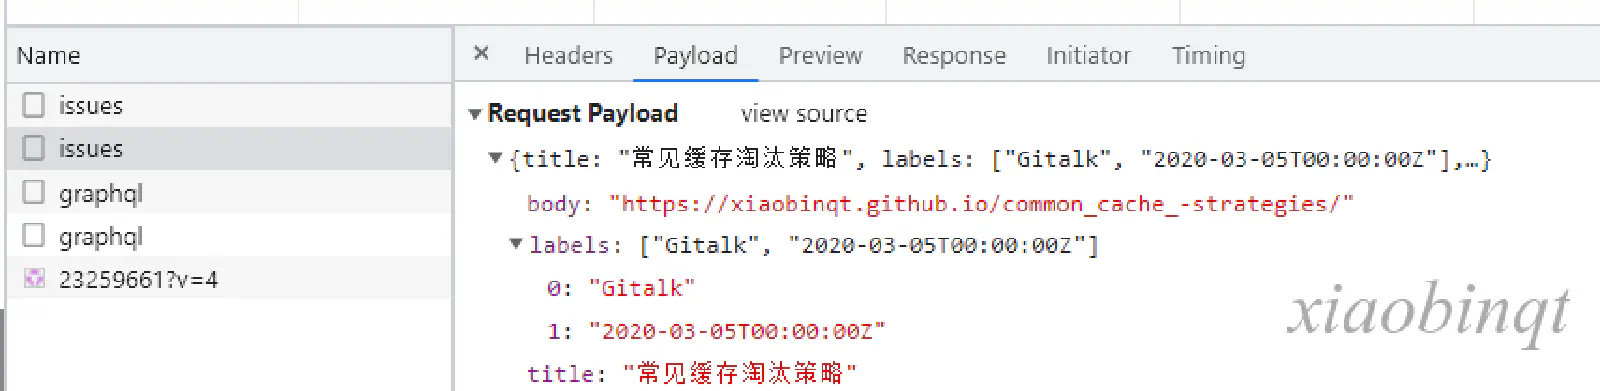 Name
issues
issues
graphql
graphql
23259661?v=4
× Headers Payload Preview Response Initiator Timing
▼Request Payload view source
▼{title: "常见缓存淘汰策略", labels: ["Gitalk", "2020-03-05T00:00:00Z"],…}
body: "https://xiaobinqt.github.io/common_cache_-strategies/"
▼labels: ["Gitalk", "2020-03-05T00:00:00Z"]
0: "Gitalk"
1: "2020-03-05T00:00:00Z"
title: "常见缓存淘汰策略"
xiaobinqt